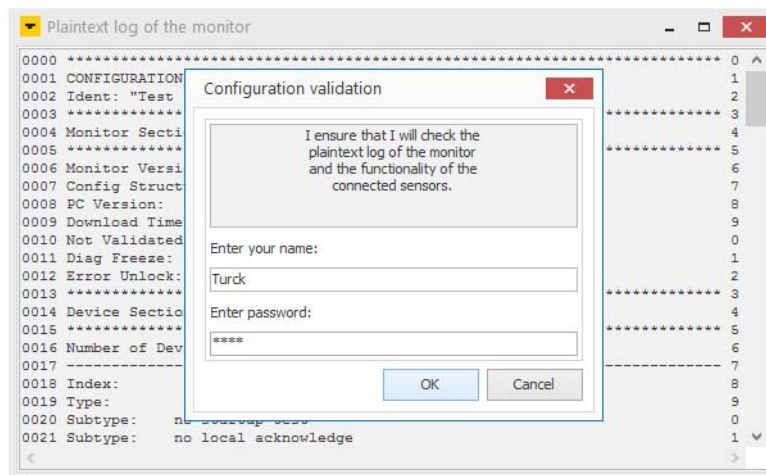 Plaintext log of the monitor
0000 ************************************************************************** 0
0001 CONFIGURATION 1
0002 Ident: "Test 2
0003 ************************************************************************** 3
0004 Monitor Secti 4
0005 ************************************************************************** 5
0006 Monitor Versi 6
0007 Config Struct 7
0008 PC Version: 8
0009 Download Time 9
0010 Not Validated 0
0011 Diag Freeze: 1
0012 Error Unlock: 2
0013 ************************************************************************** 3
0014 Device Sectio 4
0015 ************************************************************************** 5
0016 Number of Dev 6
0017 -------------------------------------------------------------------------- 7
0018 Index: 8
0019 Type: 9
0020 Subtype: no startup test 0
0021 Subtype: no local acknowledge 1
Configuration validation
I ensure that I will check the
plaintext log of the monitor
and the functionality of the
connected sensors.
Enter your name:
Turck
Enter password:
****
OK Cancel